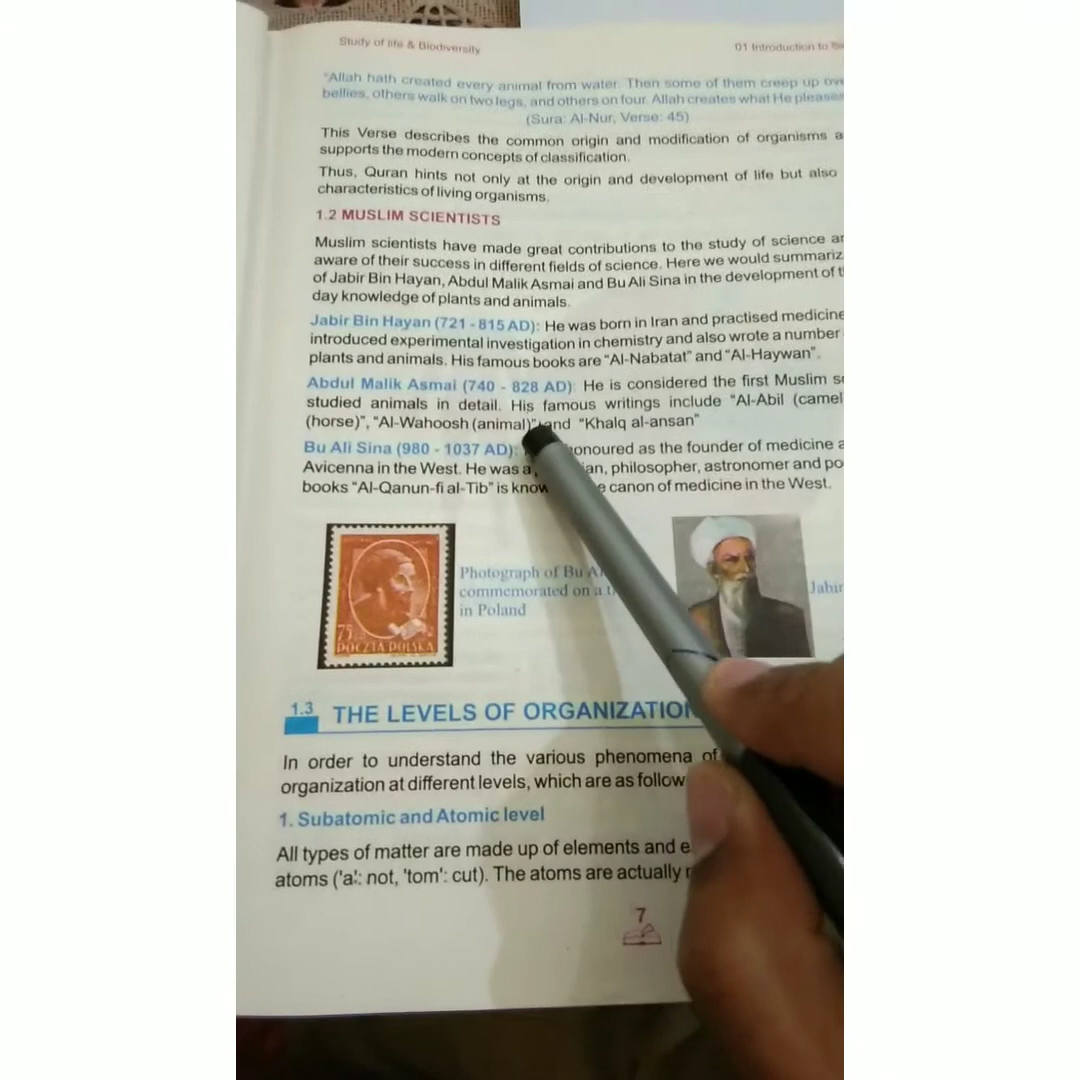 Study of life & Biodiversity
01 Introduction to
"Allah hath created every animal from water. Then some of them creep up
bellies, others walk on two legs, and others on four. Allah creates what He
(Sura: Al-Nur, Verse: 45)
This Verse describes the common origin and modification of organisms
supports the modern concepts of classification.
Thus, Quran hints not only at the origin and development of life but also
characteristics of living organisms.
1.2 MUSLIM SCIENTISTS
Muslim scientists have made great contributions to the study of science
aware of their success in different fields of science. Here we would
of Jabir Bin Hayan, Abdul Malik Asmai and Bu Ali Sina in the development of
day knowledge of plants and animals.
Jabir Bin Hayan (721 - 815 AD): He was born in Iran and practised medicine
introduced experimental investigation in chemistry and also wrote a number
plants and animals. His famous books are "Al-Nabatat" and "Al-Haywan".
Abdul Malik Asmai (740 - 828 AD): He is considered the first Muslim
studied animals in detail. His famous writings include "Al-Abil (camel
(horse)", "Al-Wahoosh (animal)" and "Khalq al-ansan"
Bu Ali Sina (980 - 1037 AD): honoured as the founder of medicine
Avicenna in the West. He was a philosopher, astronomer and
books "Al-Qanun-fi al-Tib" is canon of medicine in the West.
Photograph of Bu
commemorated on a
in Poland
75
POCZTA POLSKA
Jabir
1.3 THE LEVELS OF ORGANIZATION
In order to understand the various phenomena of
organization at different levels, which are as
1. Subatomic and Atomic level
All types of matter are made up of elements and
atoms ('a': not, 'tom': cut). The atoms are actually
7